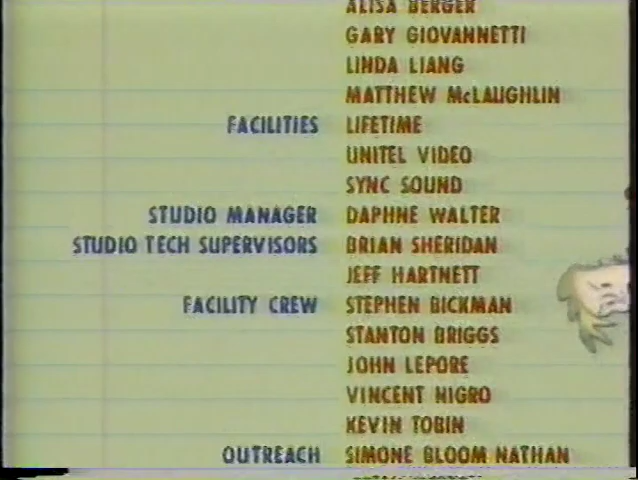 ALISA BERGER
GARY GIOVANNETTI
LINDA LIANG
MATTHEW McLAUGHLIN
FACILITIES LIFETIME
UNITEL VIDEO
SYNC SOUND
STUDIO MANAGER DAPHNE WALTER
STUDIO TECH SUPERVISORS BRIAN SHERIDAN
JEFF HARTNETT
FACILITY CREW STEPHEN BICKMAN
STANTON BRIGGS
JOHN LEPORE
VINCENT NIGRO
KEVIN TOBIN
OUTREACH SIMONE BLOOM NATHAN